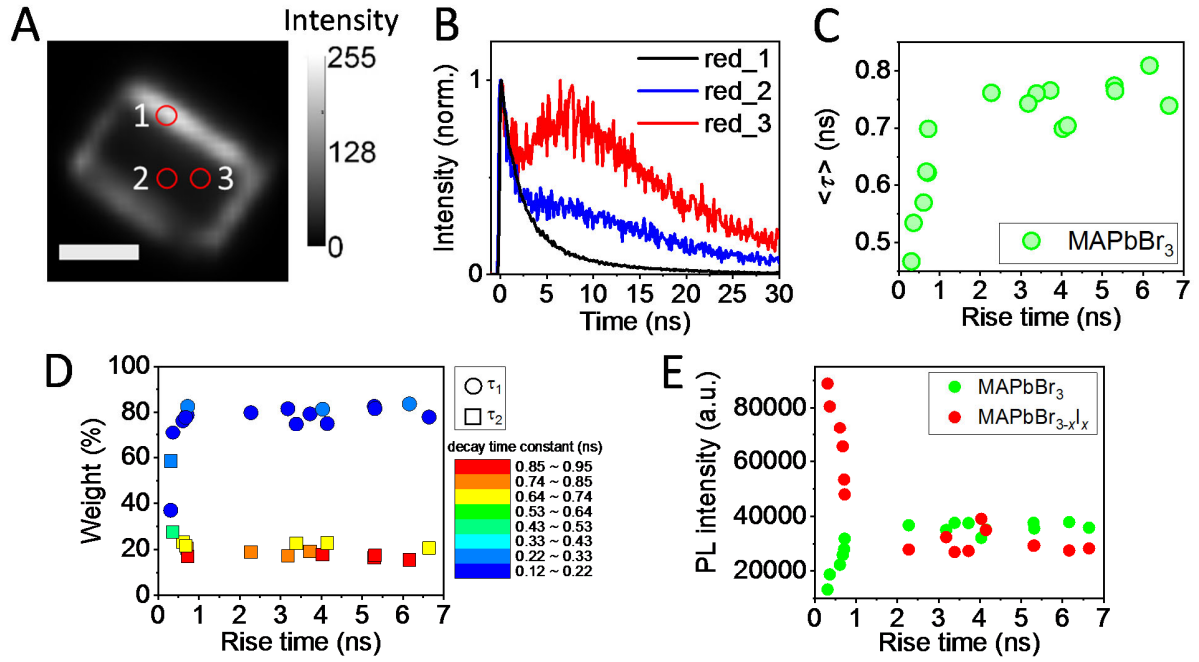 A
Intensity
255
128
0
1
2
3
B
Intensity (norm.)
1
0
0
5
10
15
20
25
30
Time (ns)
red_1
red_2
red_3
C
<τ> (ns)
0.8
0.7
0.6
0.5
0
1
2
3
4
5
6
7
Rise time (ns)
MAPbBr₃
D
Weight (%)
100
80
60
40
20
0
0
1
2
3
4
5
6
7
Rise time (ns)
τ₁
τ₂
decay time constant (ns)
0.85 ~ 0.95
0.74 ~ 0.85
0.64 ~ 0.74
0.53 ~ 0.64
0.43 ~ 0.53
0.33 ~ 0.43
0.22 ~ 0.33
0.12 ~ 0.22
E
PL intensity (a.u.)
80000
60000
40000
20000
0
1
2
3
4
5
6
7
Rise time (ns)
MAPbBr₃
MAPbBr₃₋ₓIₓ